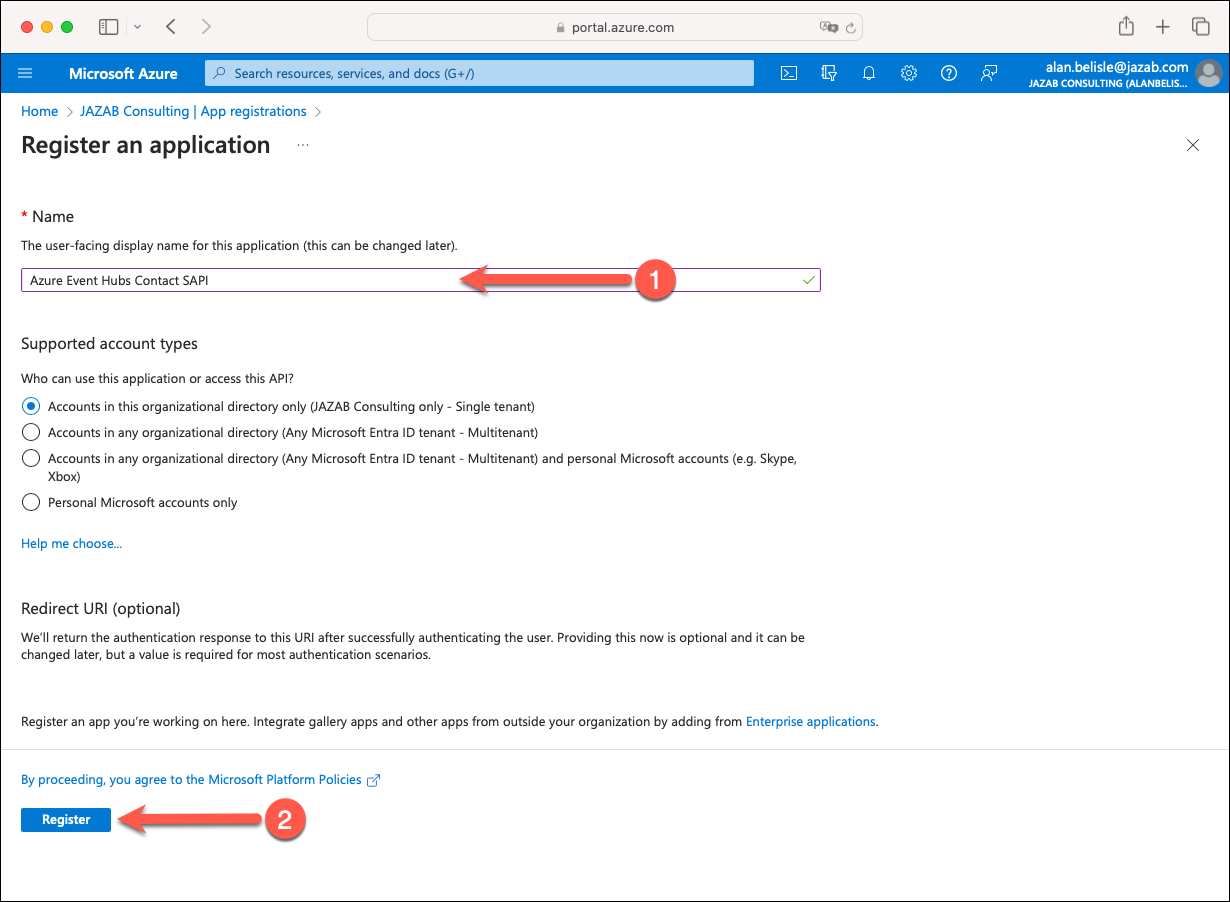 portal.azure.com
Microsoft Azure
Search resources, services, and docs (G+/)
alan.belisle@jazab.com
JAZAB CONSULTING (ALANBELIS...
Home > JAZAB Consulting | App registrations >
Register an application ...
* Name
The user-facing display name for this application (this can be changed later).
Azure Event Hubs Contact SAPI
1
Supported account types
Who can use this application or access this API?
Accounts in this organizational directory only (JAZAB Consulting only - Single tenant)
Accounts in any organizational directory (Any Microsoft Entra ID tenant - Multitenant)
Accounts in any organizational directory (Any Microsoft Entra ID tenant - Multitenant) and personal Microsoft accounts (e.g. Skype,
Xbox)
Personal Microsoft accounts only
Help me choose...
Redirect URI (optional)
We'll return the authentication response to this URI after successfully authenticating the user. Providing this now is optional and it can be
changed later, but a value is required for most authentication scenarios.
Register an app you're working on here. Integrate gallery apps and other apps from outside your organization by adding from Enterprise applications.
By proceeding, you agree to the Microsoft Platform Policies
Register
2